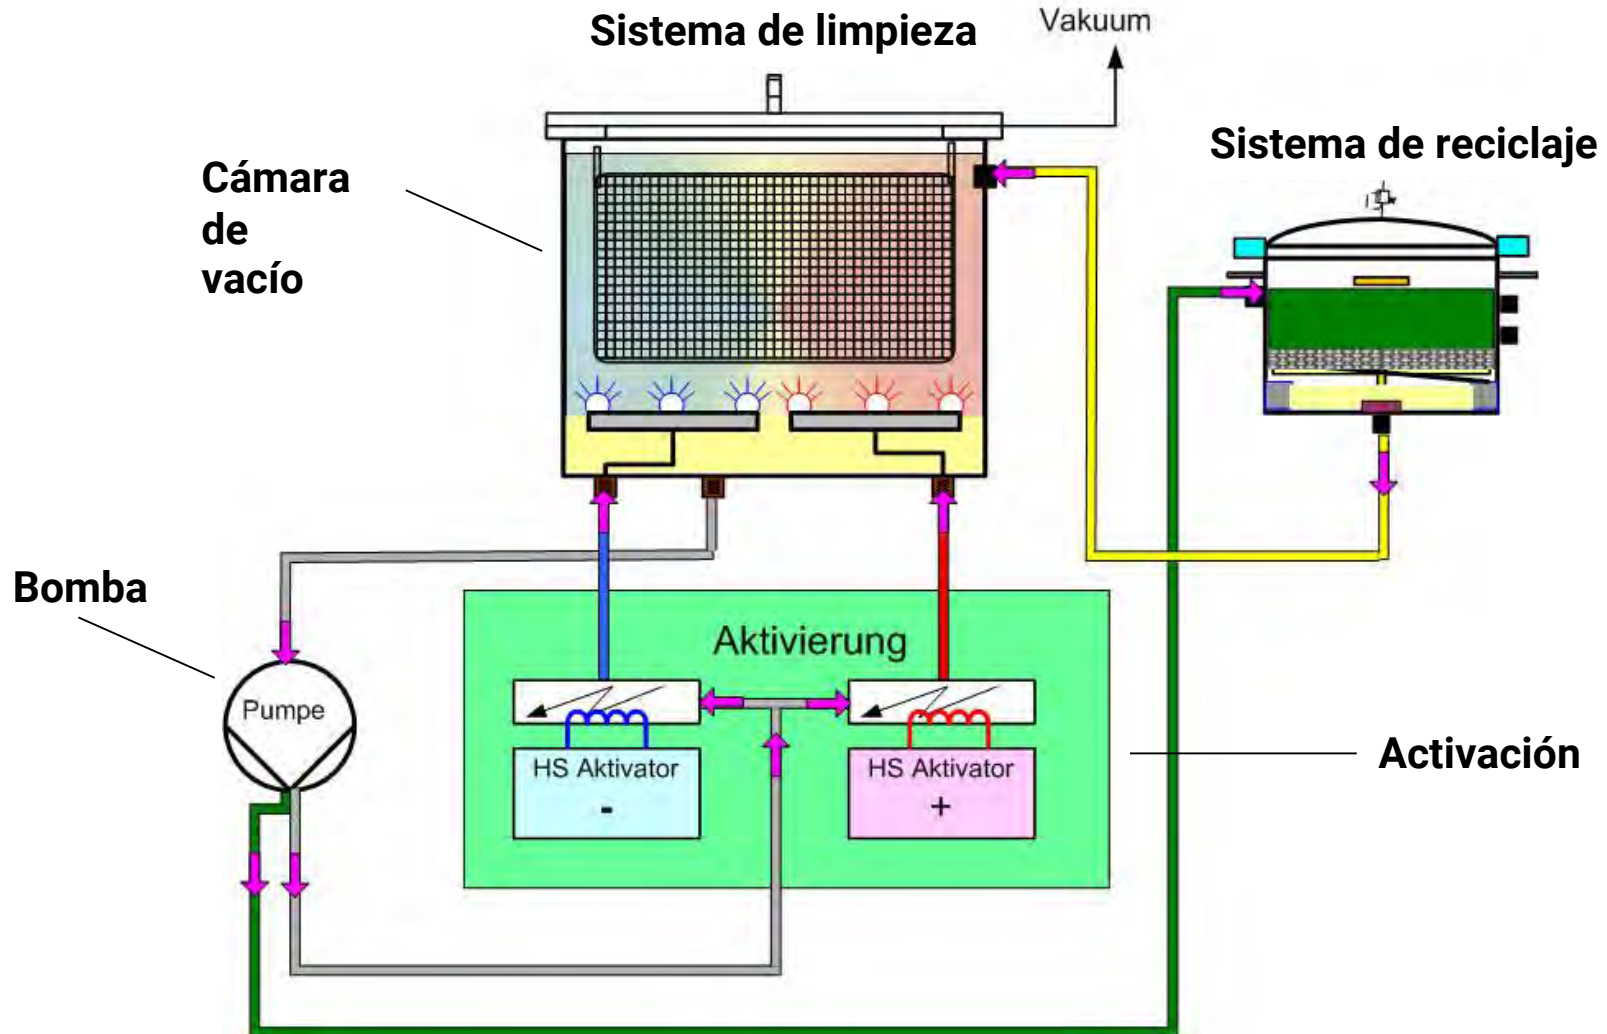 Sistema de limpieza
Vakuum
Sistema de reciclaje
Cámara
de
vacío
Bomba
Aktivierung
Pumpe
HS Aktivator
-
HS Aktivator
+
Activación